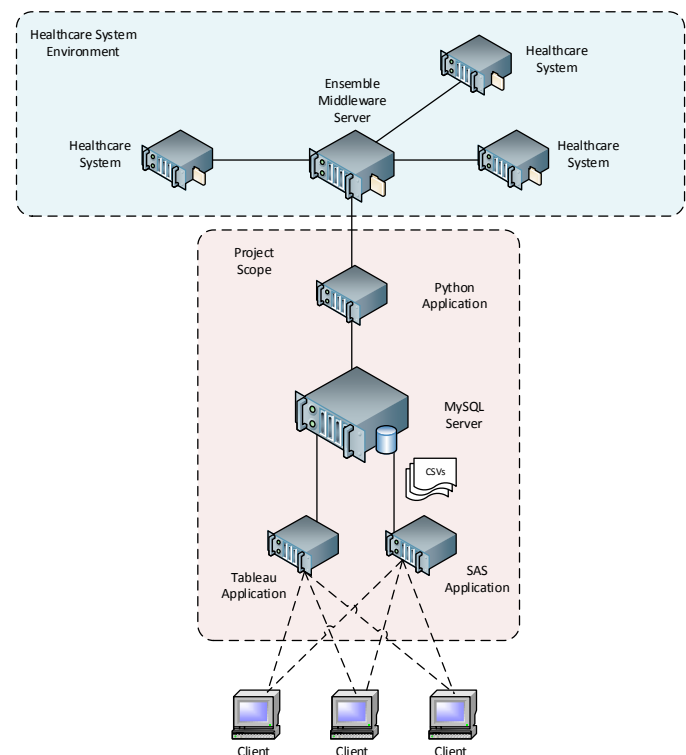 Healthcare System
Environment
Healthcare
System
Ensemble
Middleware
Server
Healthcare
System
Healthcare
System
Project
Scope
Python
Application
MySQL
Server
CSVs
Tableau
Application
SAS
Application
Client
Client
Client